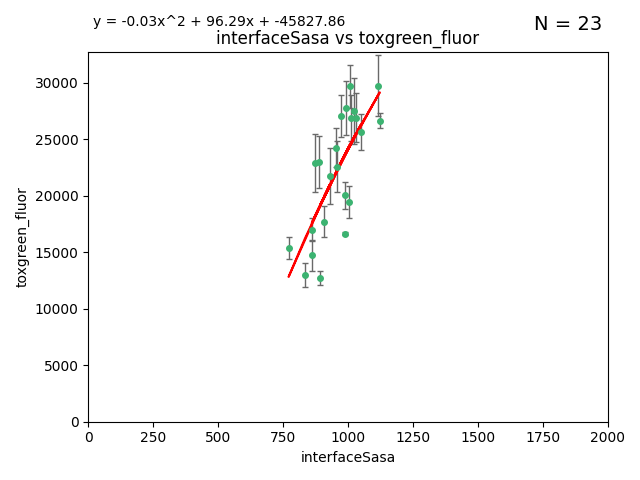 y = -0.03x^2 + 96.29x + -45827.86
N = 23
interfaceSasa vs toxgreen_fluor
30000
25000
20000
15000
10000
5000
0
toxgreen_fluor
0 250 500 750 1000 1250 1500 1750 2000
interfaceSasa